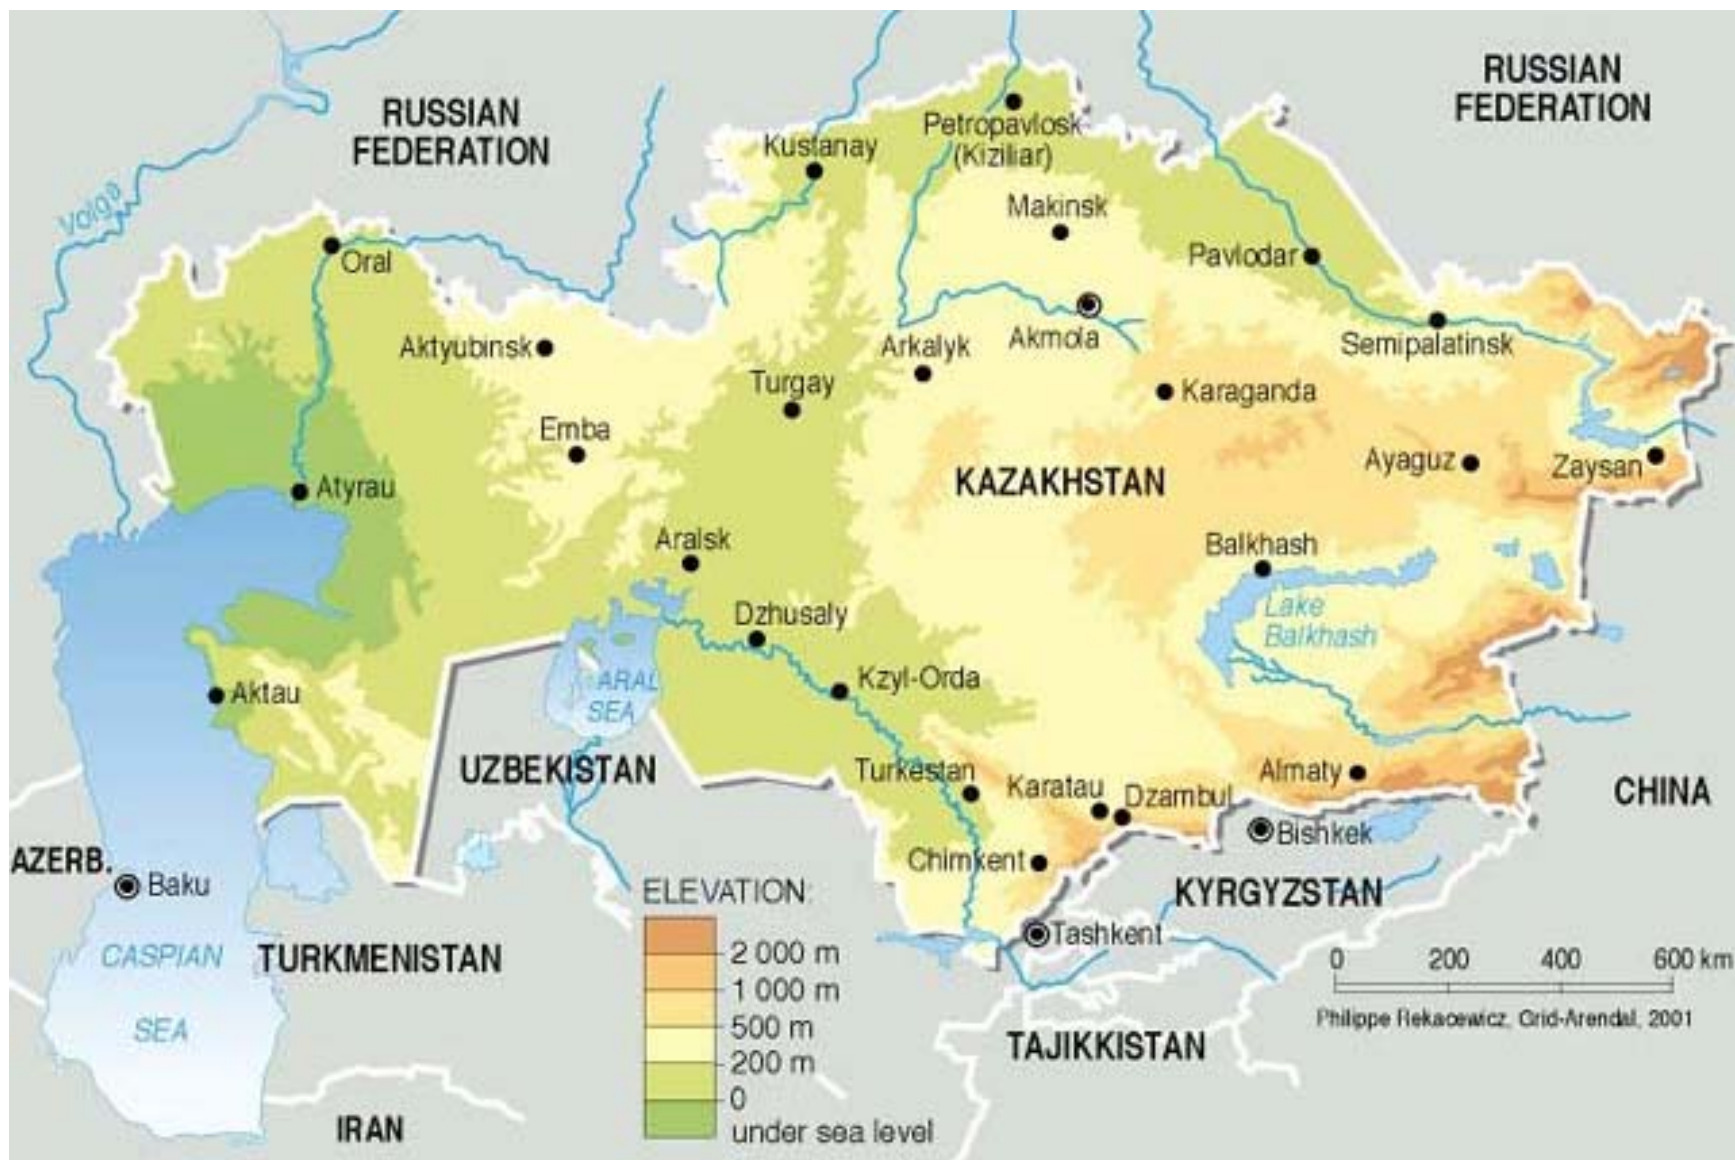 RUSSIAN
FEDERATION
RUSSIAN
FEDERATION
Volga
Kustanay
Petropavlosk
(Kiziliar)
Makinsk
Pavlodar
Oral
Aktyubinsk
Arkalyk
Akmola
Semipalatinsk
Turgay
Karaganda
Emba
Ayaguz
Zaysan
KAZAKHSTAN
Atyrau
Aralsk
Balkhash
Lake
Balkhash
Dzhusaly
Kzyl-Orda
Aktau
ARAL
SEA
UZBEKISTAN
Turkestan
Karatau
Dzambul
Almaty
CHINA
Bishkek
AZERB.
Baku
Chimkent
KYRGYZSTAN
Tashkent
CASPIAN
SEA
TURKMENISTAN
ELEVATION:
2 000 m
1 000 m
500 m
200 m
0
under sea level
0 200 400 600 km
Philippe Rekacewicz, Grid-Arendal, 2001
TAJIKKISTAN
IRAN